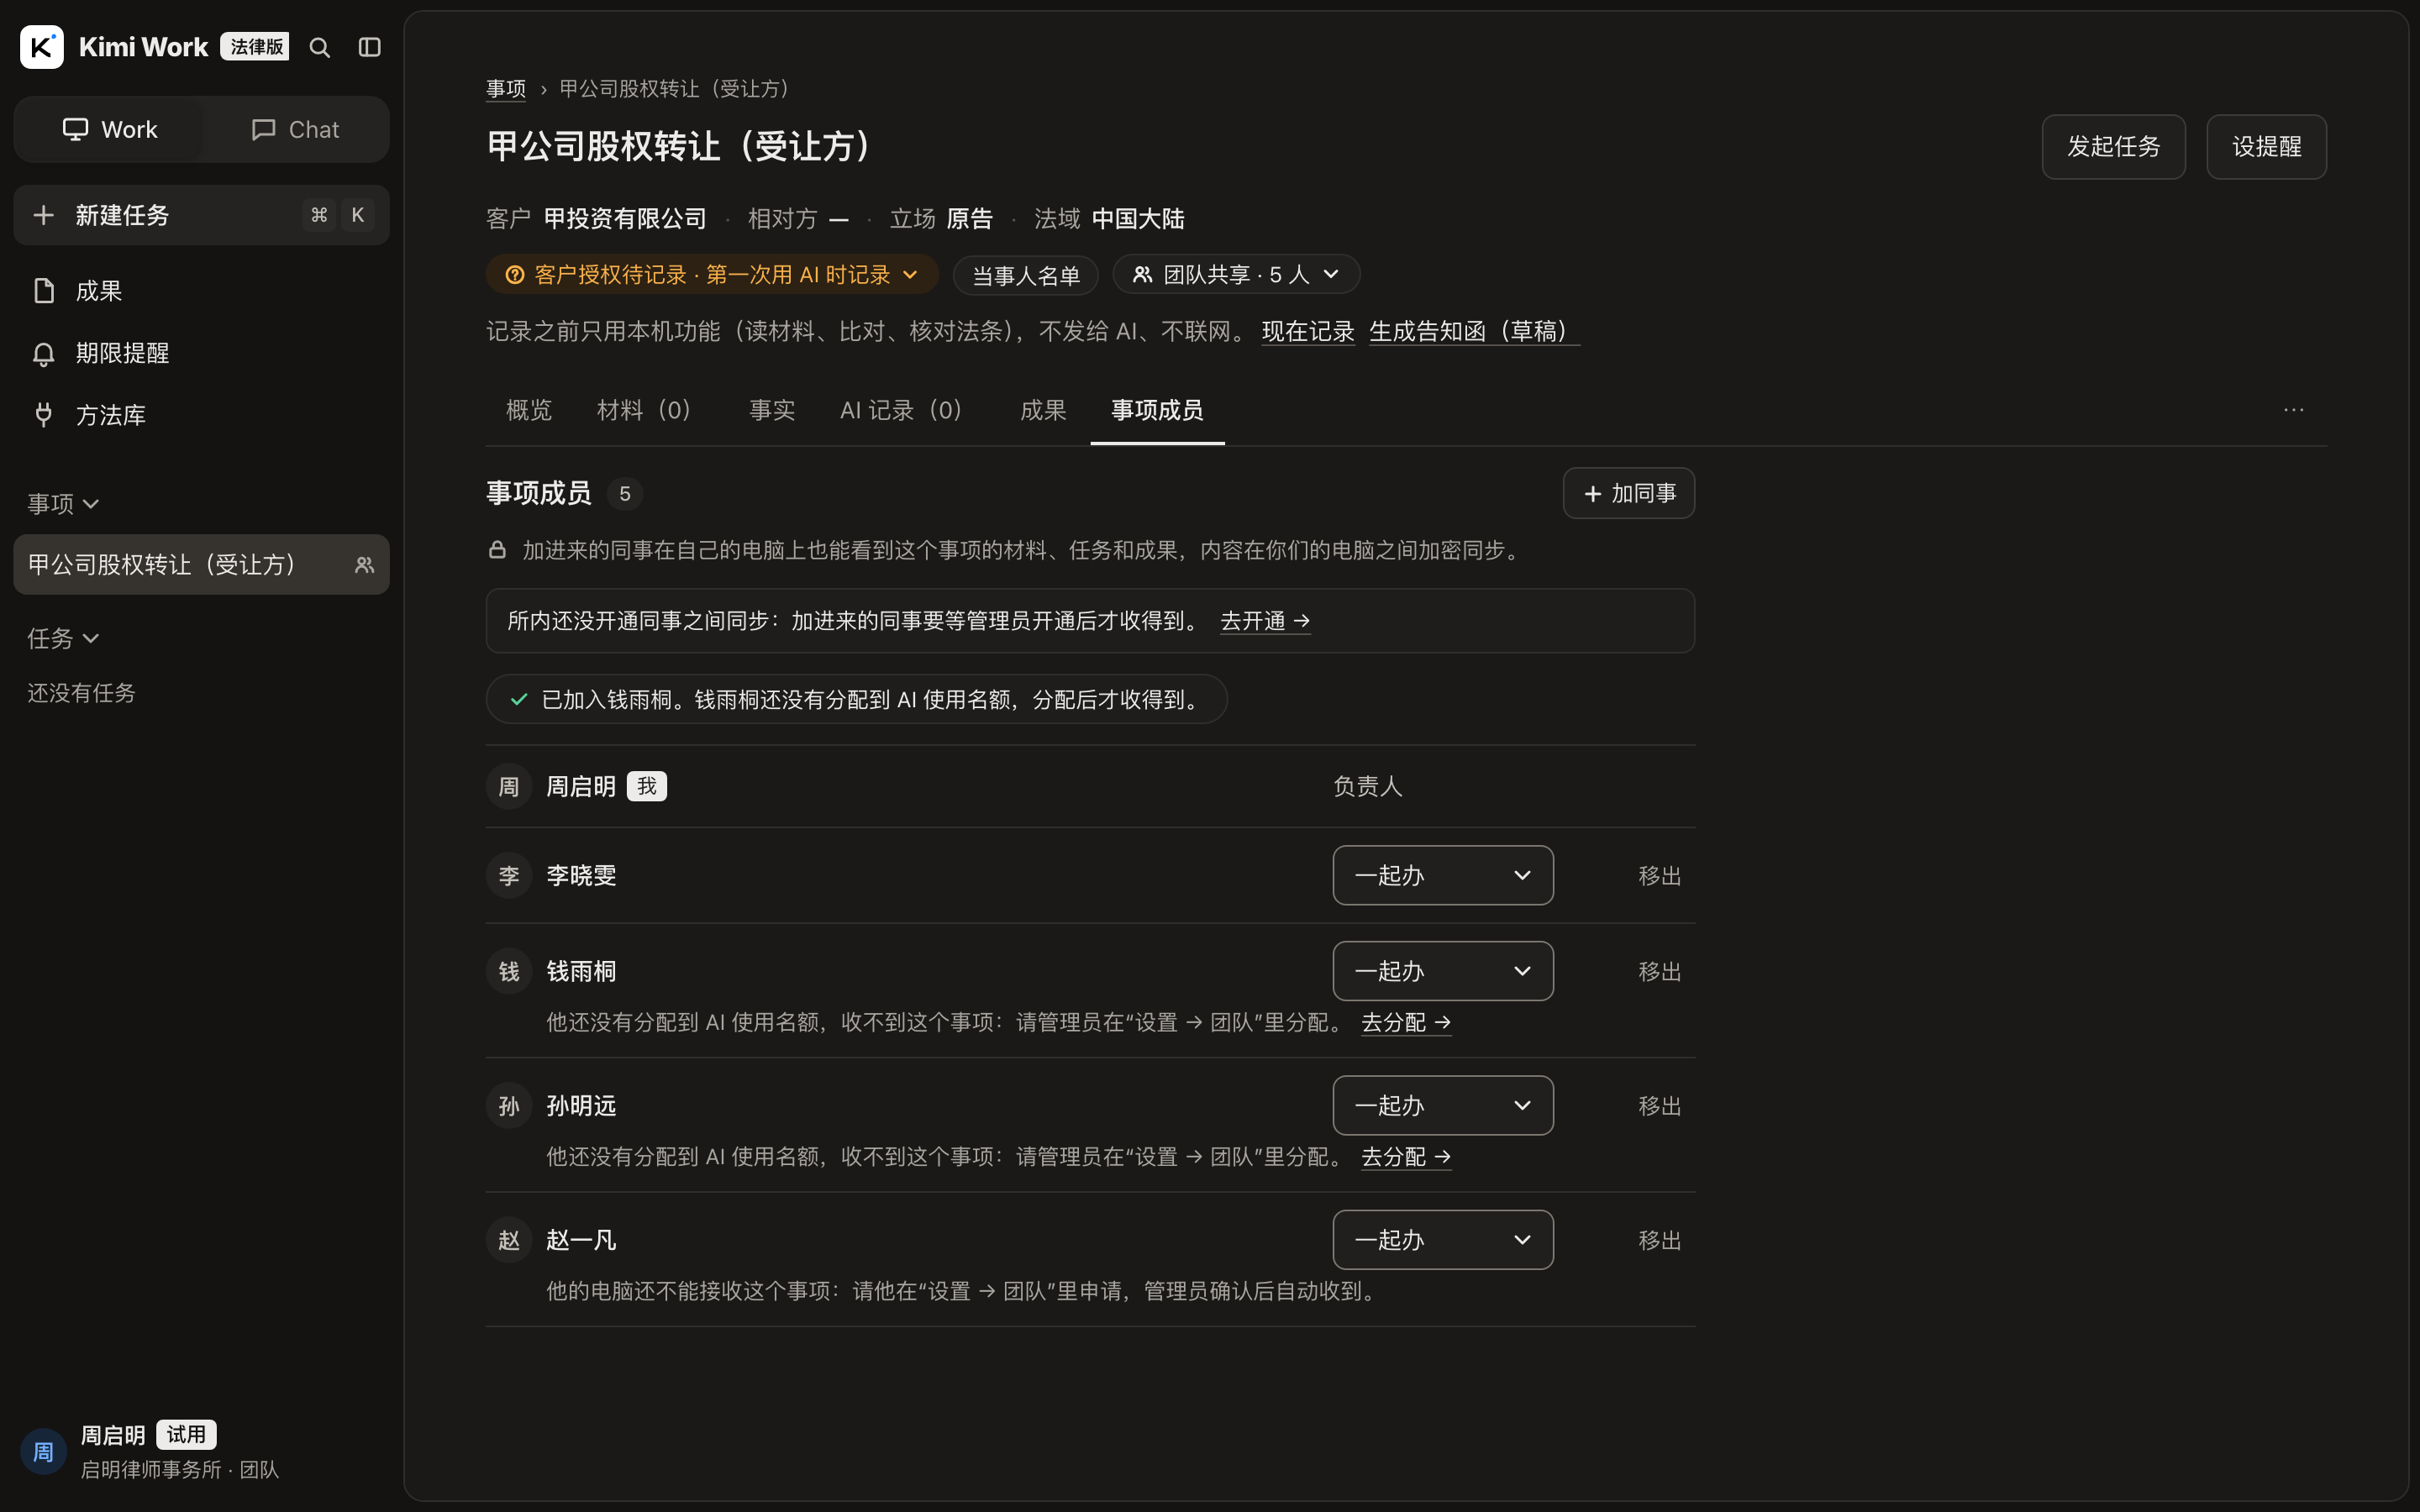 Kimi Work 法律版
Work
Chat
新建任务 ⌘ K
成果
期限提醒
方法库
事项
甲公司股权转让（受让方）
任务
还没有任务
周 周启明 试用
启明律师事务所 · 团队
事项 › 甲公司股权转让（受让方）
甲公司股权转让（受让方）
发起任务
设提醒
客户 甲投资有限公司 · 相对方 — · 立场 原告 · 法域 中国大陆
客户授权待记录 · 第一次用 AI 时记录
当事人名单
团队共享 · 5 人
记录之前只用本机功能（读材料、比对、核对法条），不发给 AI、不联网。 现在记录 生成告知函（草稿）
概览 材料（0） 事实 AI 记录（0） 成果 事项成员 ···
事项成员 5
+ 加同事
加进来的同事在自己的电脑上也能看到这个事项的材料、任务和成果，内容在你们的电脑之间加密同步。
所内还没开通同事之间同步：加进来的同事要等管理员开通后才收得到。 去开通 →
已加入钱雨桐。钱雨桐还没有分配到 AI 使用名额，分配后才收得到。
周 周启明 我 负责人
李 李晓雯 一起办 移出
钱 钱雨桐 一起办 移出
他还没有分配到 AI 使用名额，收不到这个事项：请管理员在“设置 → 团队”里分配。 去分配 →
孙 孙明远 一起办 移出
他还没有分配到 AI 使用名额，收不到这个事项：请管理员在“设置 → 团队”里分配。 去分配 →
赵 赵一凡 一起办 移出
他的电脑还不能接收这个事项：请他在“设置 → 团队”里申请，管理员确认后自动收到。